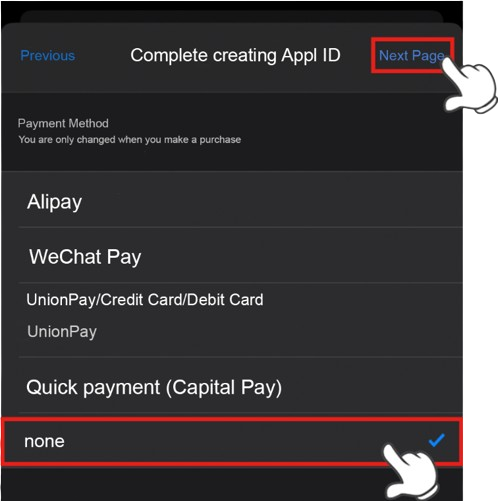 Previous
Complete creating Appl ID
Next Page
Payment Method
You are only changed when you make a purchase
Alipay
WeChat Pay
UnionPay/Credit Card/Debit Card
UnionPay
Quick payment (Capital Pay)
none